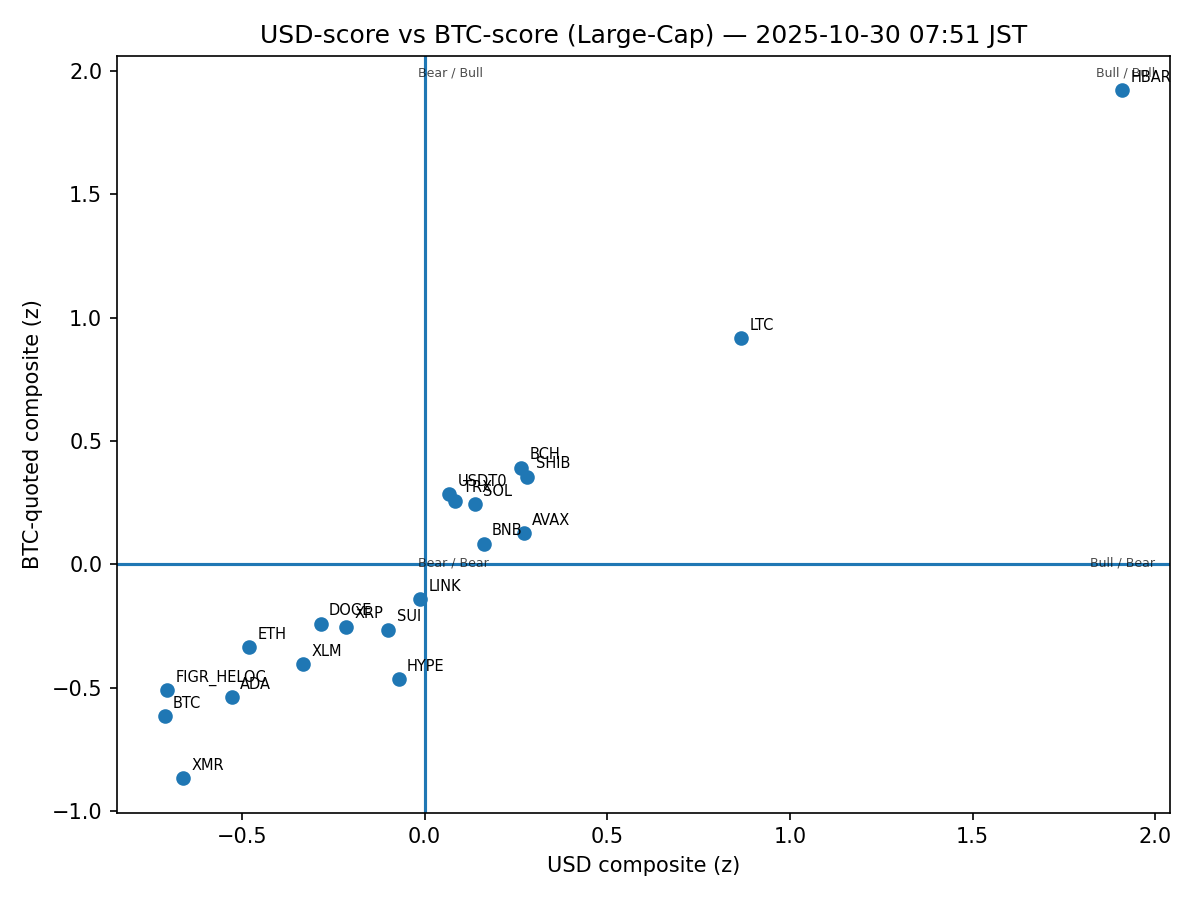 USD-score vs BTC-score (Large-Cap) — 2025-10-30 07:51 JST
2.0
Bear / Bull
Bull / Bull
HBAR
1.5
1.0
LTC
0.5
BCH
SHIB
USDT0
TRX
SOL
AVAX
BNB
0.0
Bear / Bear
Bull / Bear
LINK
DOGE
XRP
SUI
ETH
XLM
HYPE
−0.5
FIGR_HELOC
ADA
BTC
XMR
−1.0
−0.5
0.0
0.5
1.0
1.5
2.0
USD composite (z)
BTC-quoted composite (z)